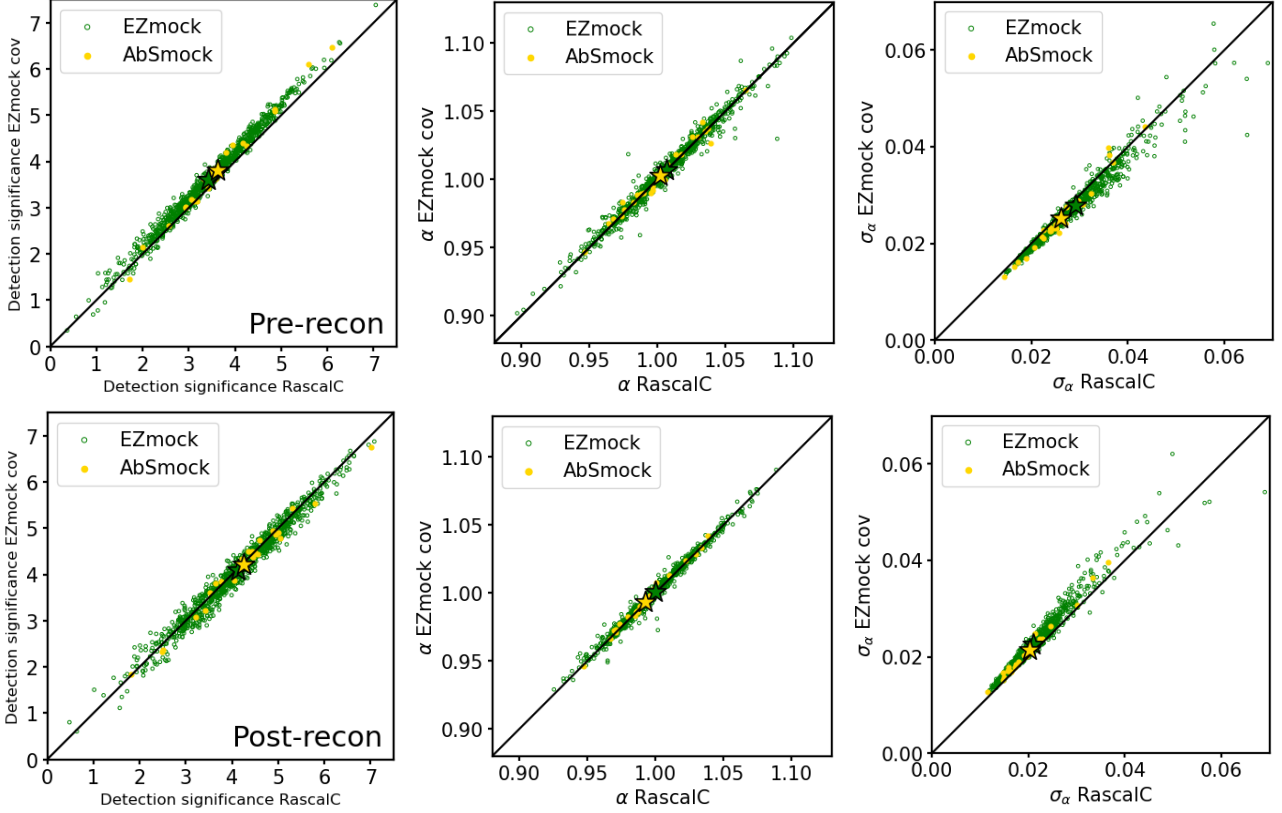 Detection significance EZmock cov
7
6
5
4
3
2
1
0
EZmock
AbSmock
Pre-recon
0 1 2 3 4 5 6 7
Detection significance RascalC
α EZmock cov
1.10
1.05
1.00
0.95
0.90
EZmock
AbSmock
0.90 0.95 1.00 1.05 1.10
α RascalC
σα EZmock cov
0.06
0.04
0.02
0.00
EZmock
AbSmock
0.00 0.02 0.04 0.06
σα RascalC
Detection significance EZmock cov
7
6
5
4
3
2
1
0
EZmock
AbSmock
Post-recon
0 1 2 3 4 5 6 7
Detection significance RascalC
α EZmock cov
1.10
1.05
1.00
0.95
0.90
EZmock
AbSmock
0.90 0.95 1.00 1.05 1.10
α RascalC
σα EZmock cov
0.06
0.04
0.02
0.00
EZmock
AbSmock
0.00 0.02 0.04 0.06
σα RascalC